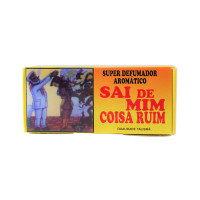 SUPER DEFUMADOR
AROMÁTICO
SAI DE
MIM
COISA RUIM